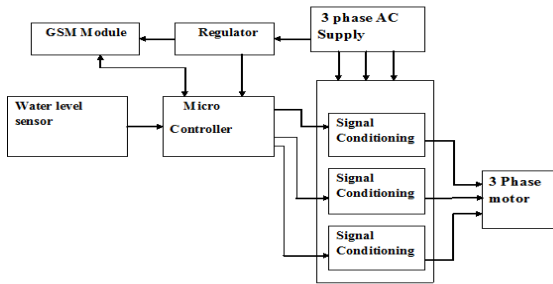 GSM Module
Regulator
3 phase AC
Supply
Water level
sensor
Micro
Controller
Signal
Conditioning
Signal
Conditioning
Signal
Conditioning
3 Phase
motor